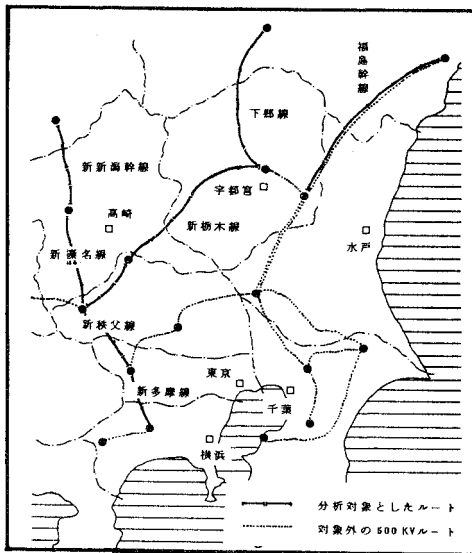 福島幹線
下郷線
新新潟幹線
宇都宮
高崎
新栃木線
水戸
新榛名線
新秩父線
東京
新多摩線
千葉
横浜
分析対象としたルート
対象外の500KVルート